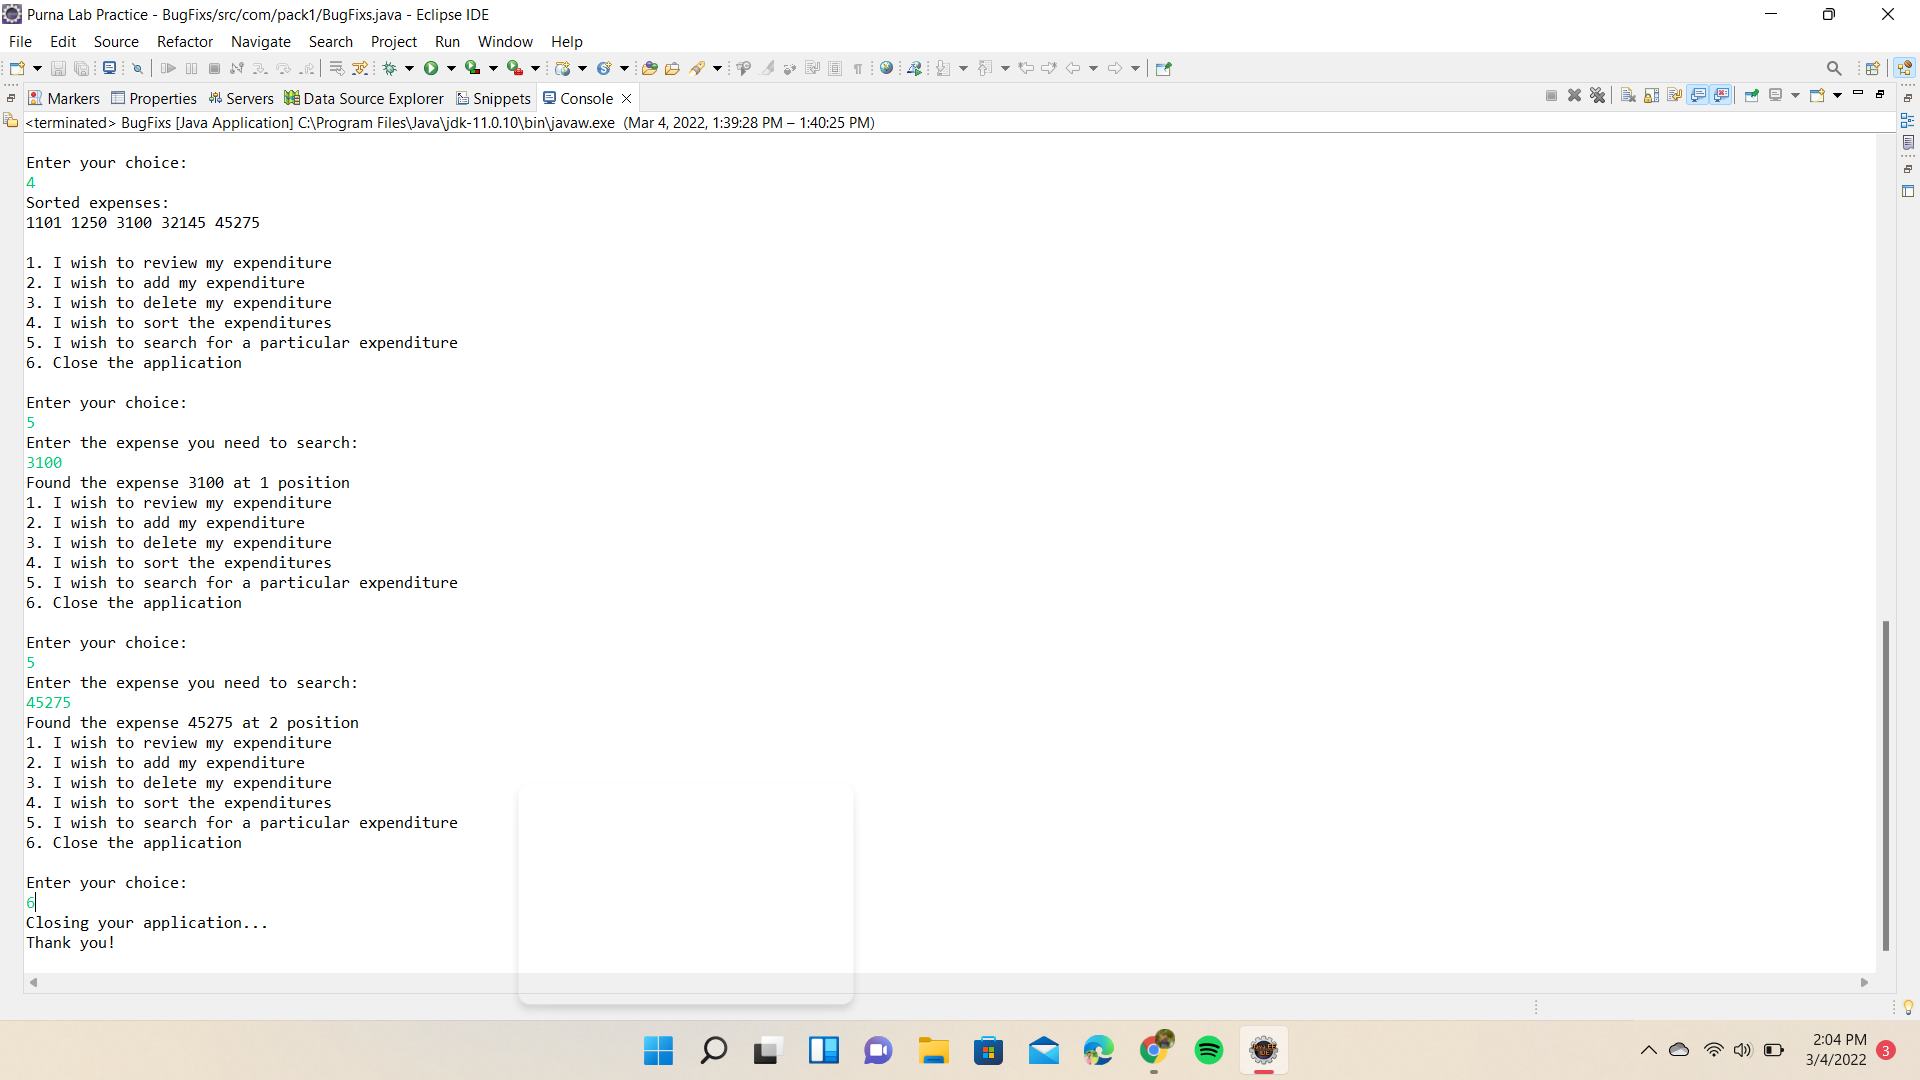 Purna Lab Practice - BugFixs/src/com/pack1/BugFixs.java - Eclipse IDE
File Edit Source Refactor Navigate Search Project Run Window Help
Markers Properties Servers Data Source Explorer Snippets Console
<terminated> BugFixs [Java Application] C:\Program Files\Java\jdk-11.0.10\bin\javaw.exe (Mar 4, 2022, 1:39:28 PM – 1:40:25 PM)
Enter your choice:
4
Sorted expenses:
1101 1250 3100 32145 45275
1. I wish to review my expenditure
2. I wish to add my expenditure
3. I wish to delete my expenditure
4. I wish to sort the expenditures
5. I wish to search for a particular expenditure
6. Close the application
Enter your choice:
5
Enter the expense you need to search:
3100
Found the expense 3100 at 1 position
1. I wish to review my expenditure
2. I wish to add my expenditure
3. I wish to delete my expenditure
4. I wish to sort the expenditures
5. I wish to search for a particular expenditure
6. Close the application
Enter your choice:
5
Enter the expense you need to search:
45275
Found the expense 45275 at 2 position
1. I wish to review my expenditure
2. I wish to add my expenditure
3. I wish to delete my expenditure
4. I wish to sort the expenditures
5. I wish to search for a particular expenditure
6. Close the application
Enter your choice:
6
Closing your application...
Thank you!
2:04 PM
3/4/2022
3